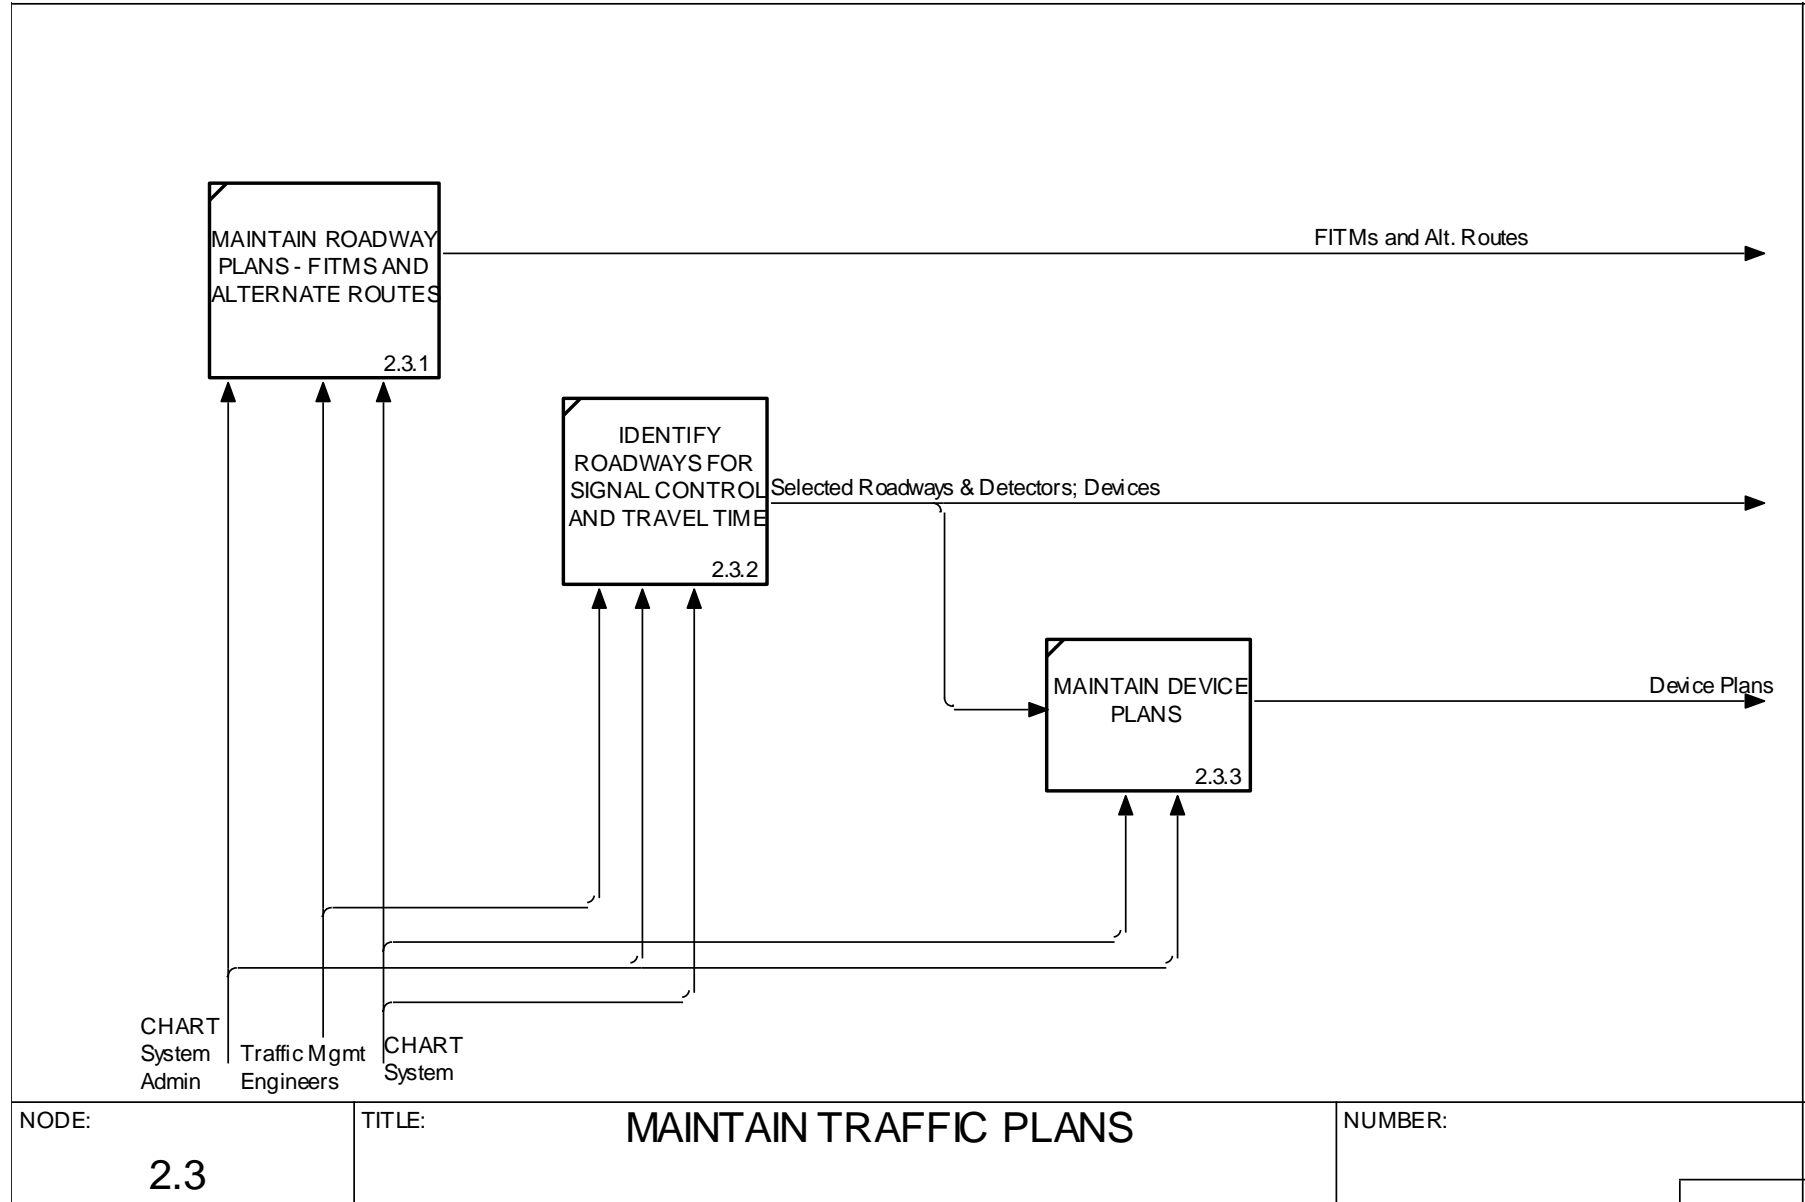 MAINTAIN ROADWAY
PLANS - FITMS AND
ALTERNATE ROUTES
2.3.1
FITMs and Alt. Routes
IDENTIFY
ROADWAYS FOR
SIGNAL CONTROL
AND TRAVEL TIME
2.3.2
Selected Roadways & Detectors; Devices
MAINTAIN DEVICE
PLANS
2.3.3
Device Plans
CHART
System
Admin
Traffic Mgmt
Engineers
CHART
System
NODE:
2.3
TITLE:
MAINTAIN TRAFFIC PLANS
NUMBER: